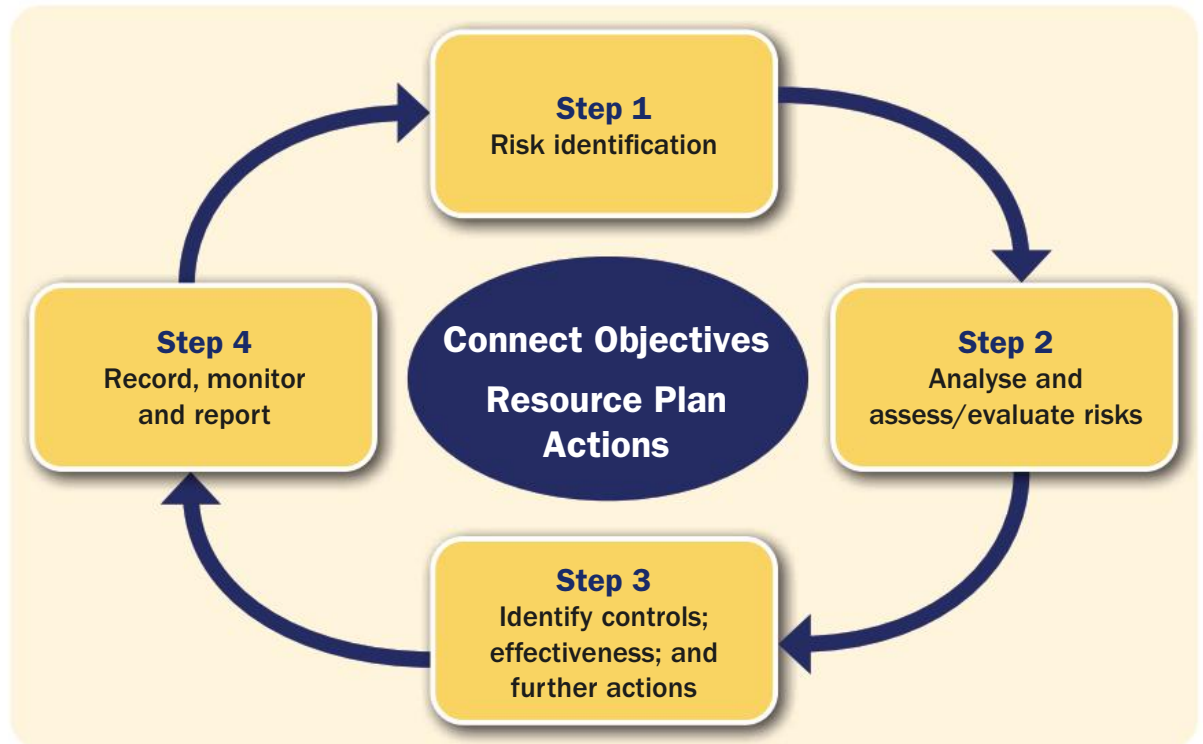 Step 1
Risk identification
Step 2
Analyse and
assess/evaluate risks
Step 3
Identify controls;
effectiveness; and
further actions
Step 4
Record, monitor
and report
Connect Objectives
Resource Plan
Actions